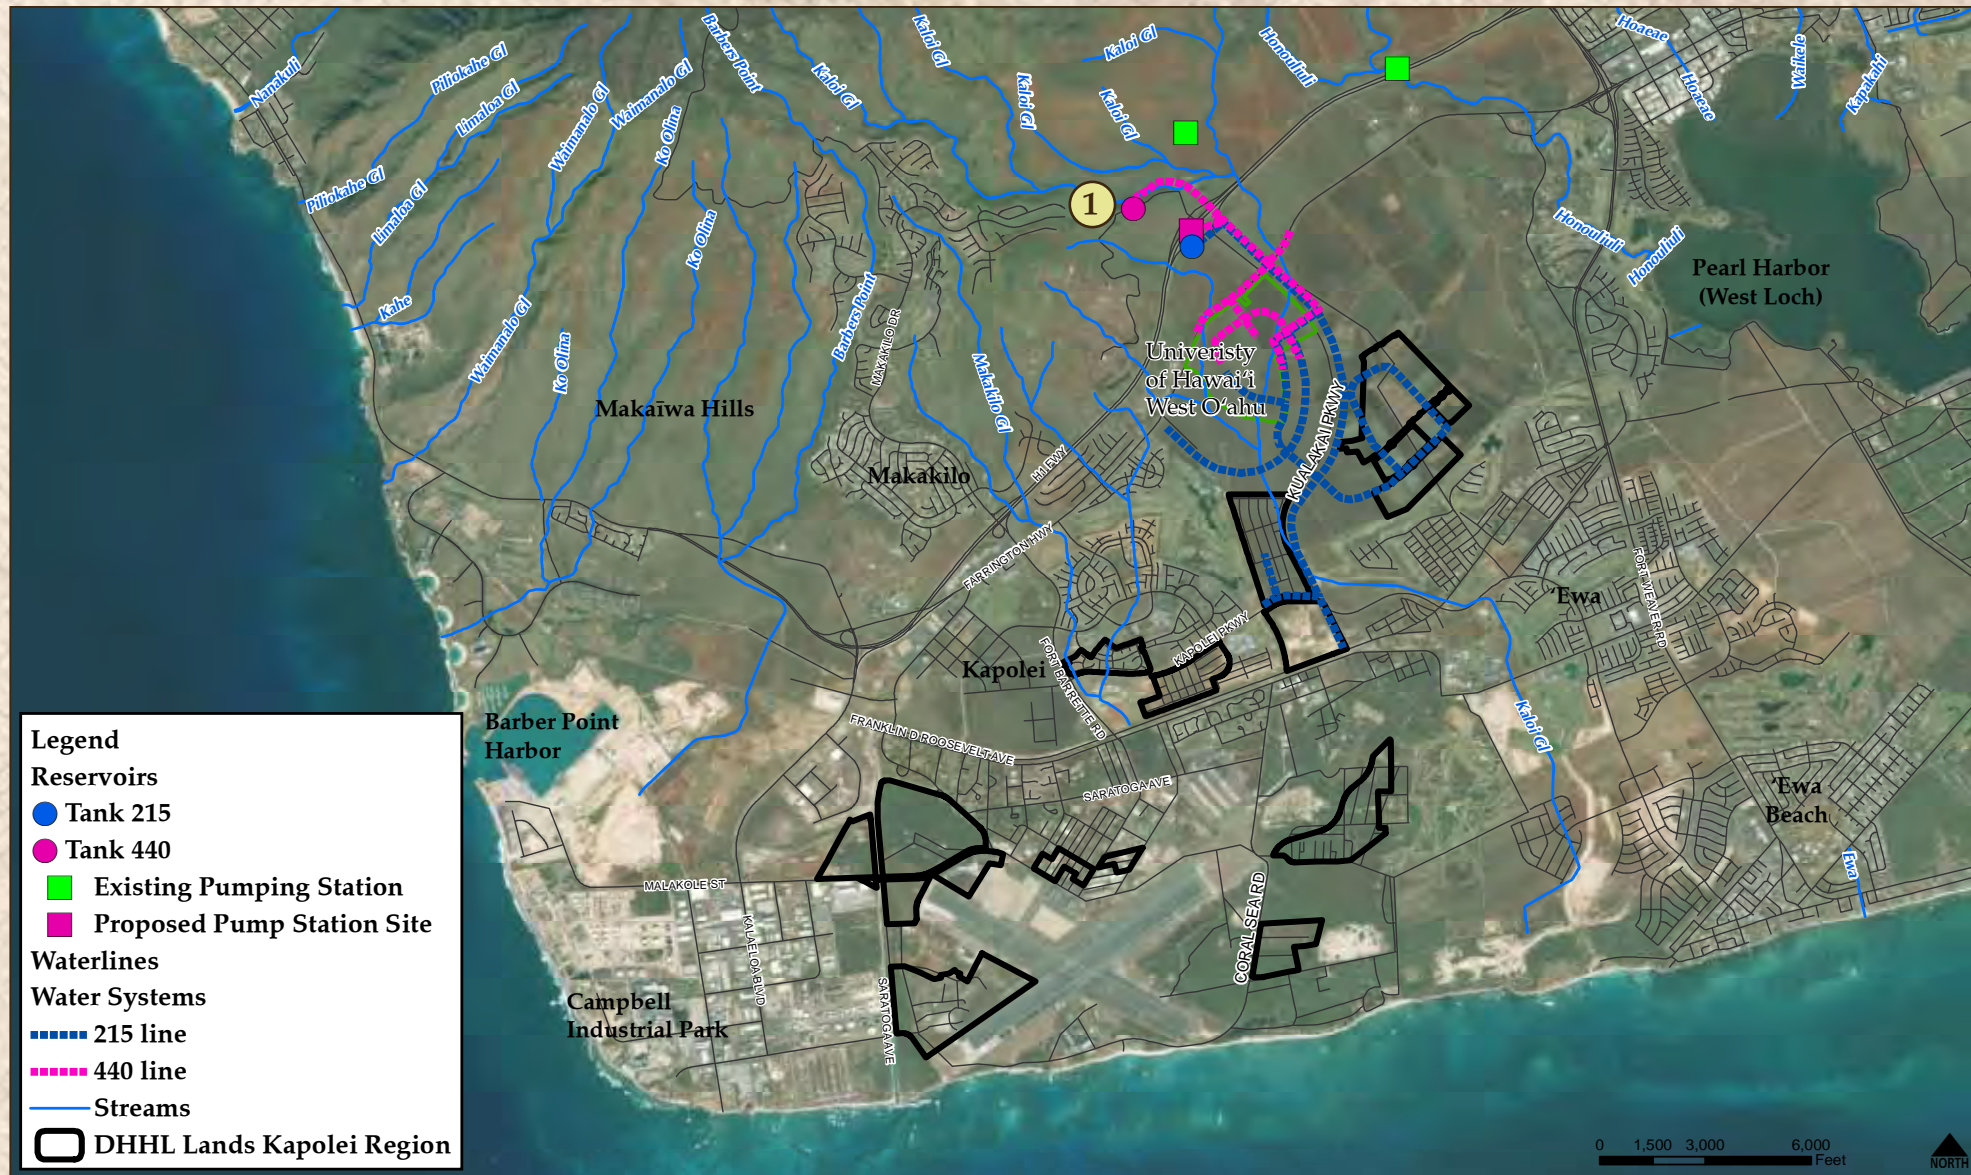 Nanakuli
Piliokahe Gl
Limaloa Gl
Waimanalo Gl
Waimanalo Gl
Ko Olina
Barbers Point
Kaloi Gl
Kaloi Gl
Kaloi Gl
Kaloi Gl
Kaloi Gl
Honouliuli
Hoaeae
Hoaeae
Waikele
Kapakahi
Piliokahe Gl
Limaloa Gl
Kahe
Waimanalo Gl
Ko Olina
Ko Olina
Barbers Point
MAKAKILO DR
Makakilo Gl
1
Honouliuli
Honouliuli
Pearl Harbor
(West Loch)
Univeristy
of Hawai'i
West O'ahu
KUALAKAI PKWY
Makaīwa Hills
Makakilo
H1 FWY
FARRINGTON HWY
'Ewa
FORT WEAVER RD
Kapolei
KAPOLEI PKWY
FORT BARRETTE RD
Kaloi Gl
Barber Point
Harbor
FRANKLIN D ROOSEVELT AVE
SARATOGA AVE
'Ewa
Beach
Ewa
MALAKOLE ST
KALAELOA BLVD
SARATOGA AVE
CORAL SEA RD
Campbell
Industrial Park
Legend
Reservoirs
Tank 215
Tank 440
Existing Pumping Station
Proposed Pump Station Site
Waterlines
Water Systems
215 line
440 line
Streams
DHHL Lands Kapolei Region
0 1,500 3,000 6,000
Feet
NORTH